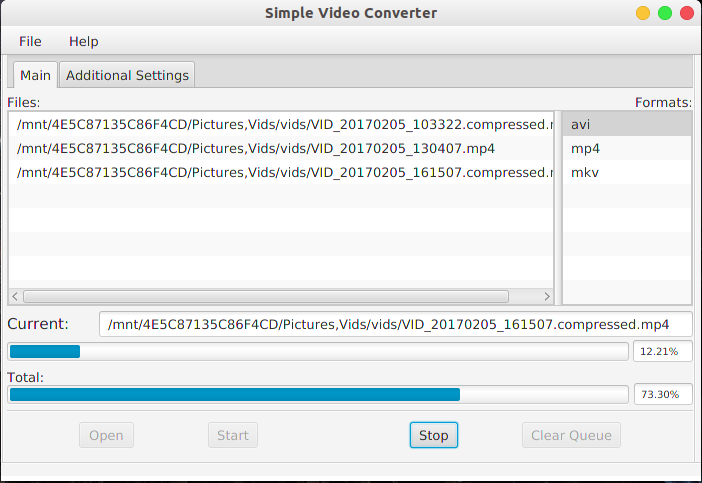 Simple Video Converter
File Help
Main Additional Settings
Files: Formats:
/mnt/4E5C87135C86F4CD/Pictures,Vids/vids/VID_20170205_103322.compressed.r avi
/mnt/4E5C87135C86F4CD/Pictures,Vids/vids/VID_20170205_130407.mp4 mp4
/mnt/4E5C87135C86F4CD/Pictures,Vids/vids/VID_20170205_161507.compressed.r mkv
Current: /mnt/4E5C87135C86F4CD/Pictures,Vids/vids/VID_20170205_161507.compressed.mp4
12.21%
Total:
73.30%
Open Start Stop Clear Queue